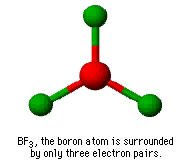 BF3, the boron atom is surrounded
by only three electron pairs.